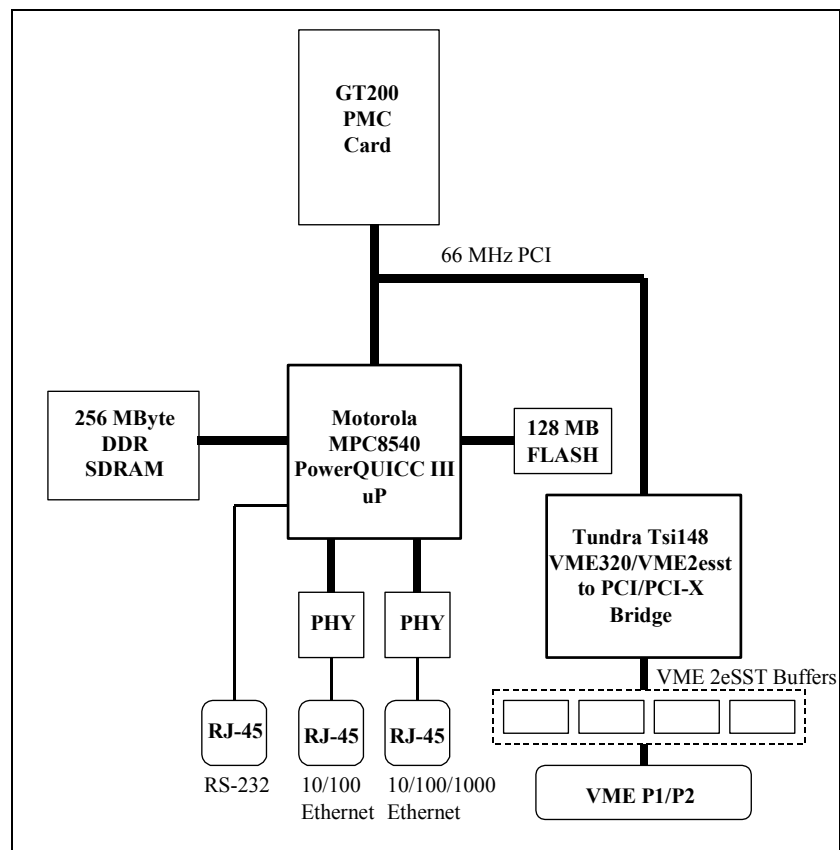 GT200
PMC
Card
66 MHz PCI
256 MByte
DDR
SDRAM
Motorola
MPC8540
PowerQUICC III
uP
128 MB
FLASH
Tundra Tsi148
VME320/VME2esst
to PCI/PCI-X
Bridge
PHY
PHY
VME 2eSST Buffers
RJ-45
RJ-45
RJ-45
RS-232
10/100
Ethernet
10/100/1000
Ethernet
VME P1/P2